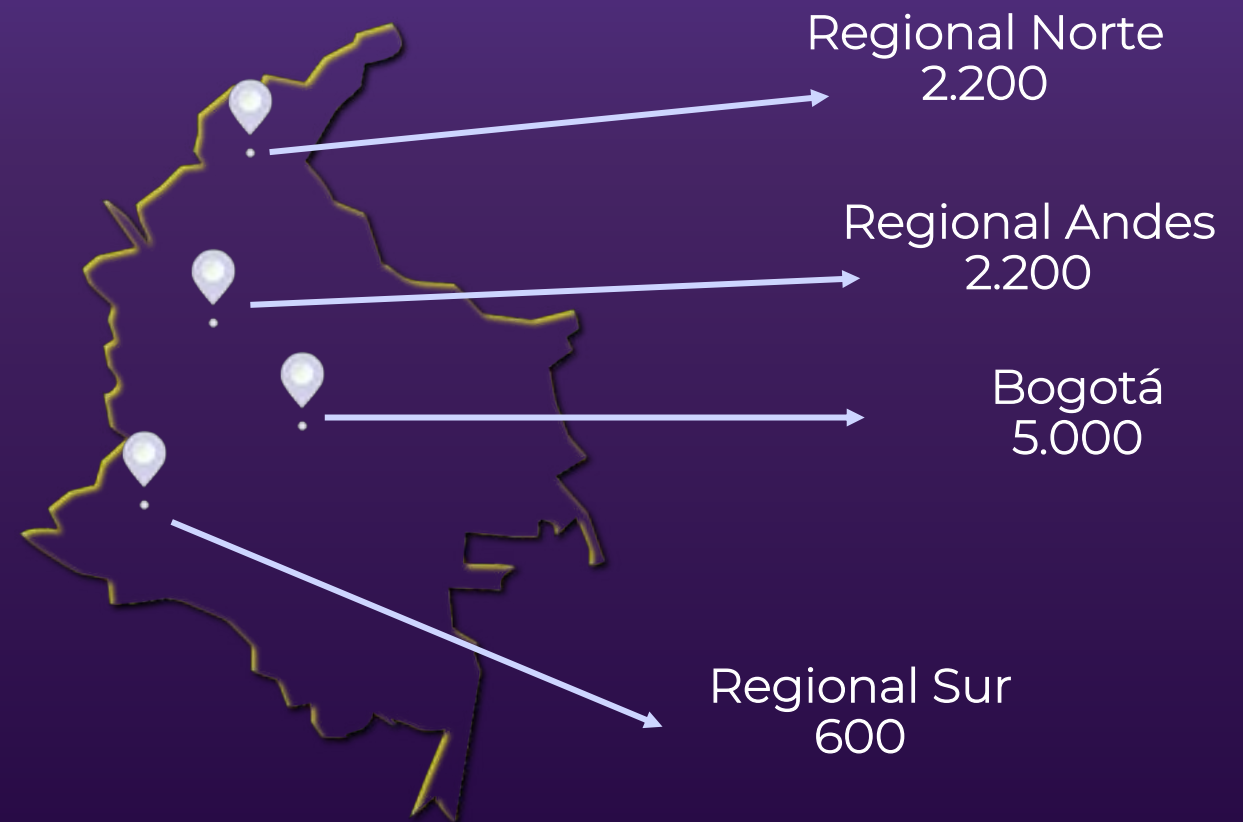 Regional Norte
2.200
Regional Andes
2.200
Bogotá
5.000
Regional Sur
600